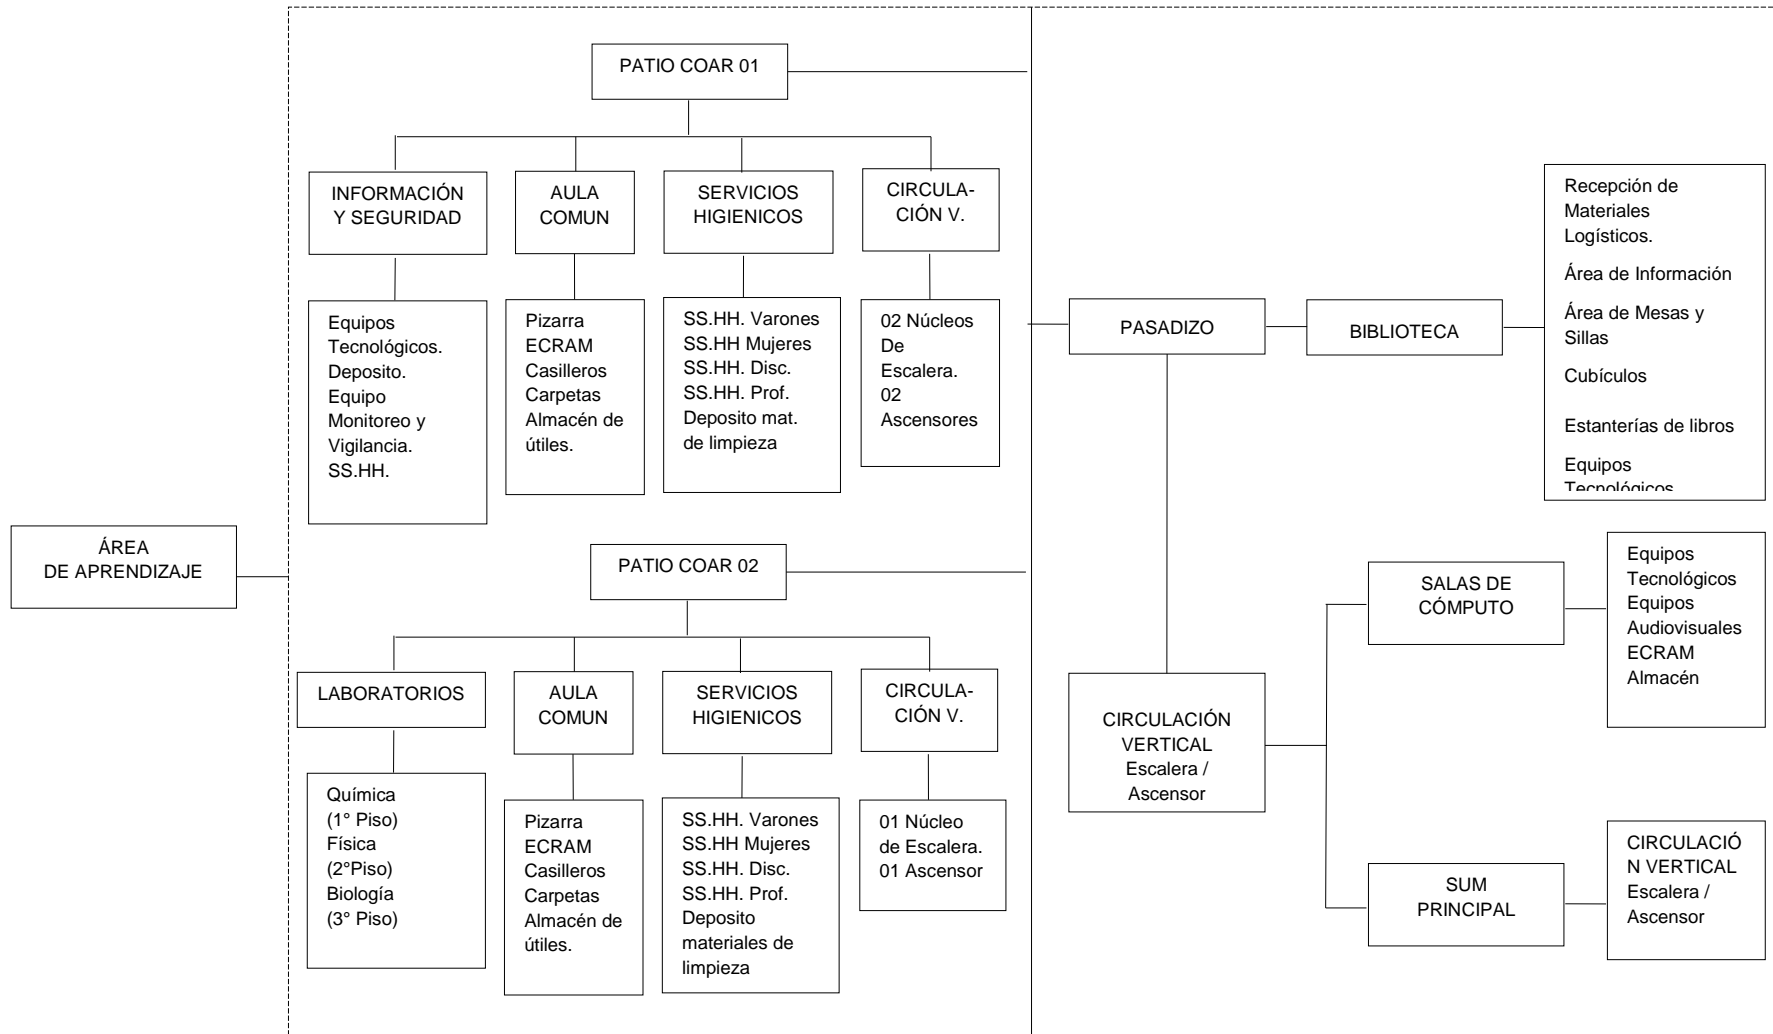 PATIO COAR 01
INFORMACIÓN
Y SEGURIDAD
AULA
COMUN
SERVICIOS
HIGIENICOS
CIRCULA-
CIÓN V.
Equipos
Tecnológicos.
Deposito.
Equipo
Monitoreo y
Vigilancia.
SS.HH.
Pizarra
ECRAM
Casilleros
Carpetas
Almacén de
útiles.
SS.HH. Varones
SS.HH Mujeres
SS.HH. Disc.
SS.HH. Prof.
Deposito mat.
de limpieza
02 Núcleos
De
Escalera.
02
Ascensores
ÁREA
DE APRENDIZAJE
PATIO COAR 02
LABORATORIOS
AULA
COMUN
SERVICIOS
HIGIENICOS
CIRCULA-
CIÓN V.
Química
(1° Piso)
Física
(2°Piso)
Biología
(3° Piso)
Pizarra
ECRAM
Casilleros
Carpetas
Almacén de
útiles.
SS.HH. Varones
SS.HH Mujeres
SS.HH. Disc.
SS.HH. Prof.
Deposito
materiales de
limpieza
01 Núcleo
de Escalera.
01 Ascensor
PASADIZO
BIBLIOTECA
Recepción de
Materiales
Logísticos.
Área de Información
Área de Mesas y
Sillas
Cubículos
Estanterías de libros
Equipos
Tecnológicos
CIRCULACIÓN
VERTICAL
Escalera /
Ascensor
SALAS DE
CÓMPUTO
Equipos
Tecnológicos
Equipos
Audiovisuales
ECRAM
Almacén
SUM
PRINCIPAL
CIRCULACIÓ
N VERTICAL
Escalera /
Ascensor